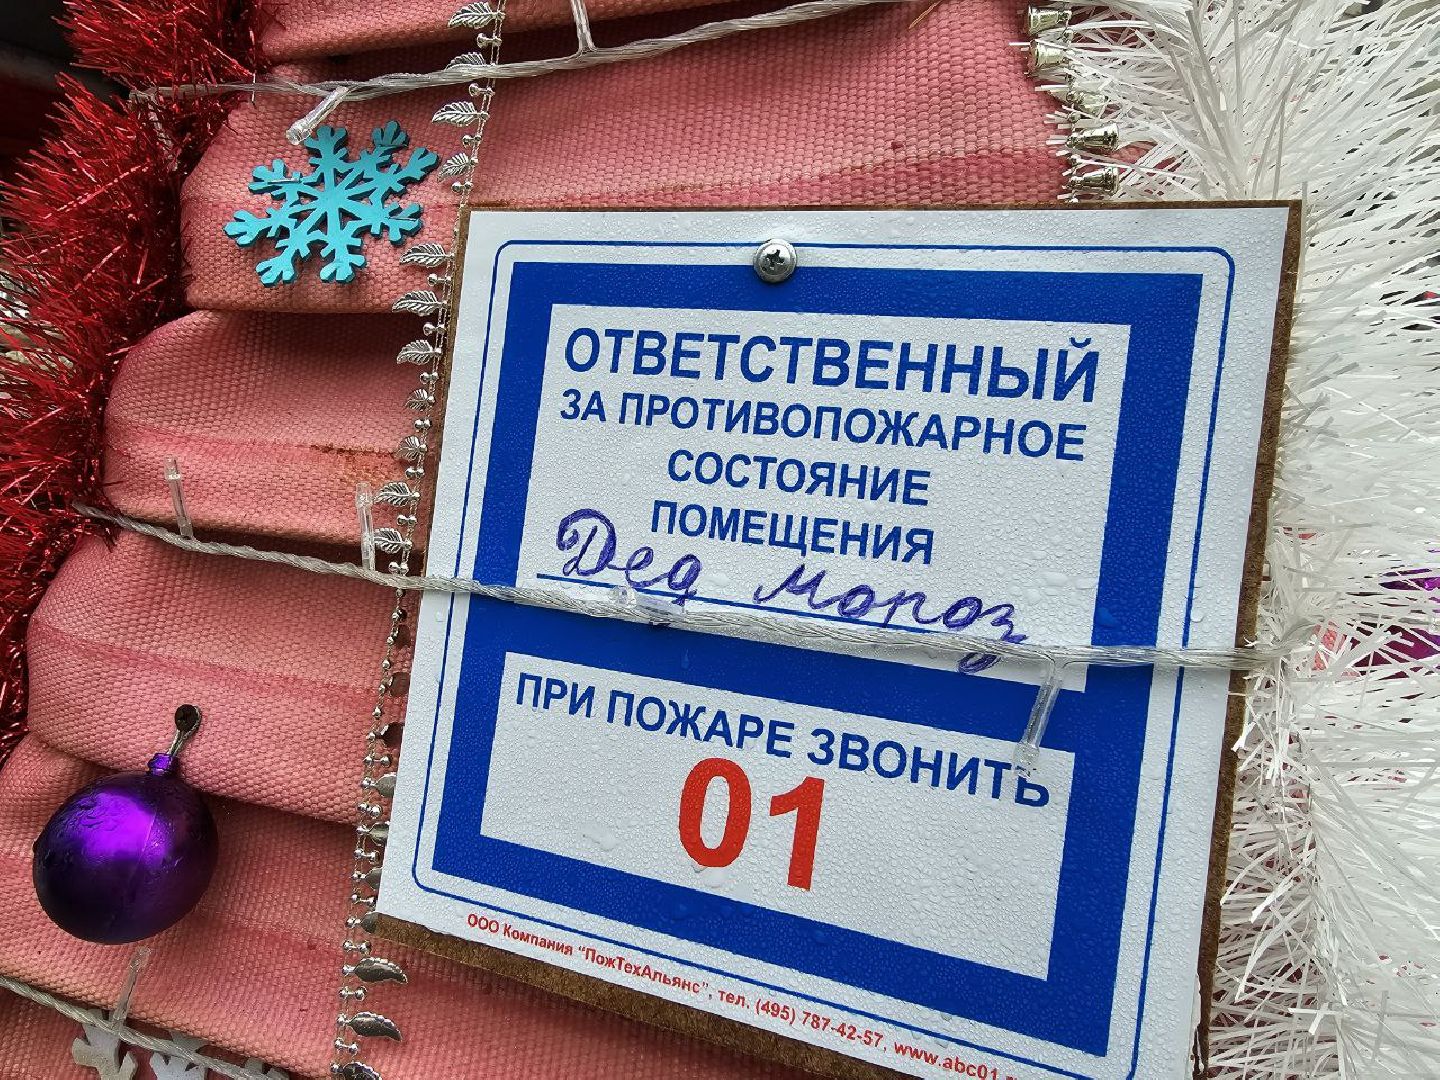 ОТВЕТСТВЕННЫЙ
ЗА ПРОТИВОПОЖАРНОЕ
СОСТОЯНИЕ
ПОМЕЩЕНИЯ
Дед Мороз
ПРИ ПОЖАРЕ ЗВОНИТЬ
01
ООО Компания "ПожТехАльянс", тел. (495) 787-42-57, www.abc01.